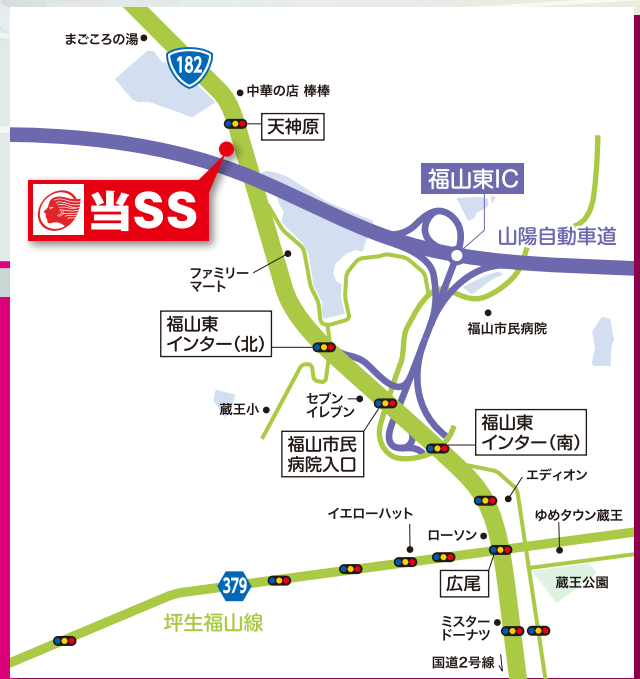 まごころの湯
182
中華の店 棒棒
天神原
当SS
福山東IC
山陽自動車道
ファミリー
マート
福山東
インター(北)
福山市民病院
蔵王小
セブン
イレブン
福山市民
病院入口
福山東
インター(南)
エディオン
イエローハット
ローソン
ゆめタウン蔵王
379
坪生福山線
広尾
蔵王公園
ミスター
ドーナツ
国道2号線